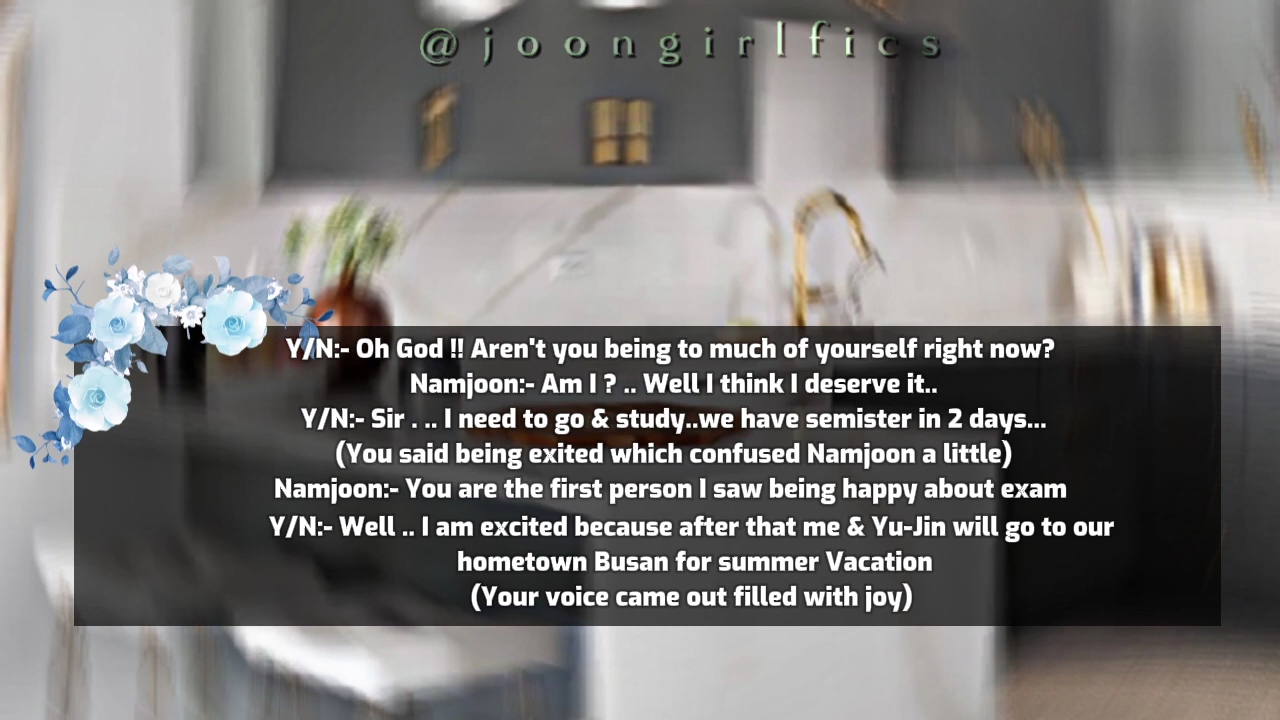 @joongirlfics
Y/N:- Oh God !! Aren't you being to much of yourself right now?
Namjoon:- Am I ? .. Well I think I deserve it..
Y/N:- Sir . .. I need to go & study..we have semister in 2 days...
(You said being exited which confused Namjoon a little)
Namjoon:- You are the first person I saw being happy about exam
Y/N:- Well .. I am excited because after that me & Yu-Jin will go to our
hometown Busan for summer Vacation
(Your voice came out filled with joy)